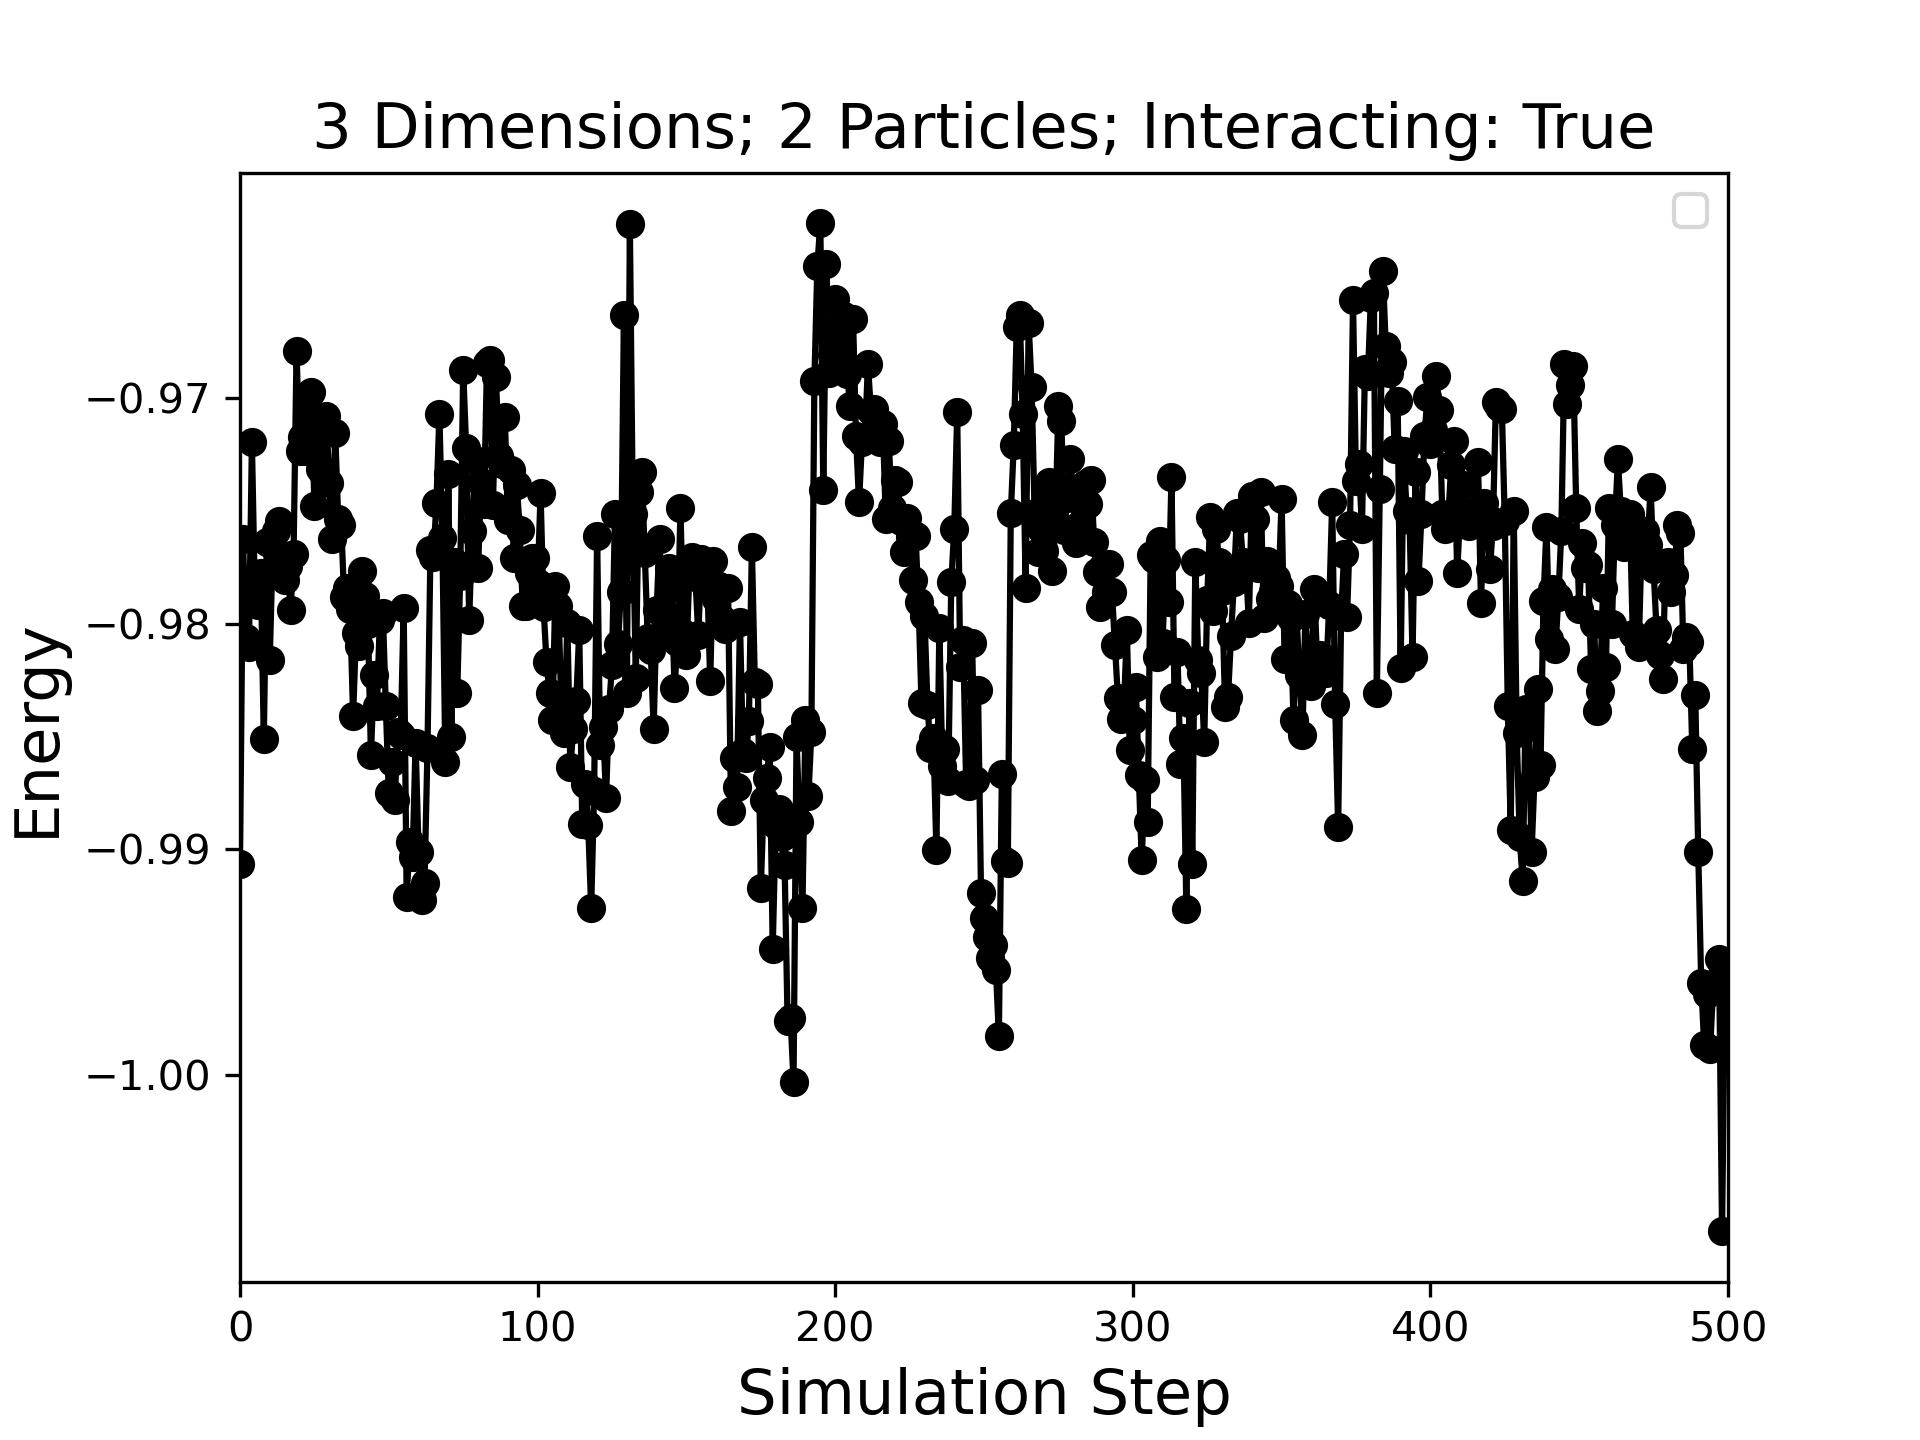 3 Dimensions; 2 Particles; Interacting: True
Energy
−0.97
−0.98
−0.99
−1.00
0 100 200 300 400 500
Simulation Step